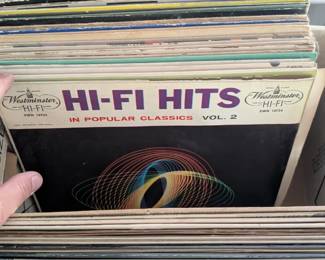 Westminster HI-FI HITS Westminster
HI-FI HI-FI
IN POPULAR CLASSICS VOL. 2